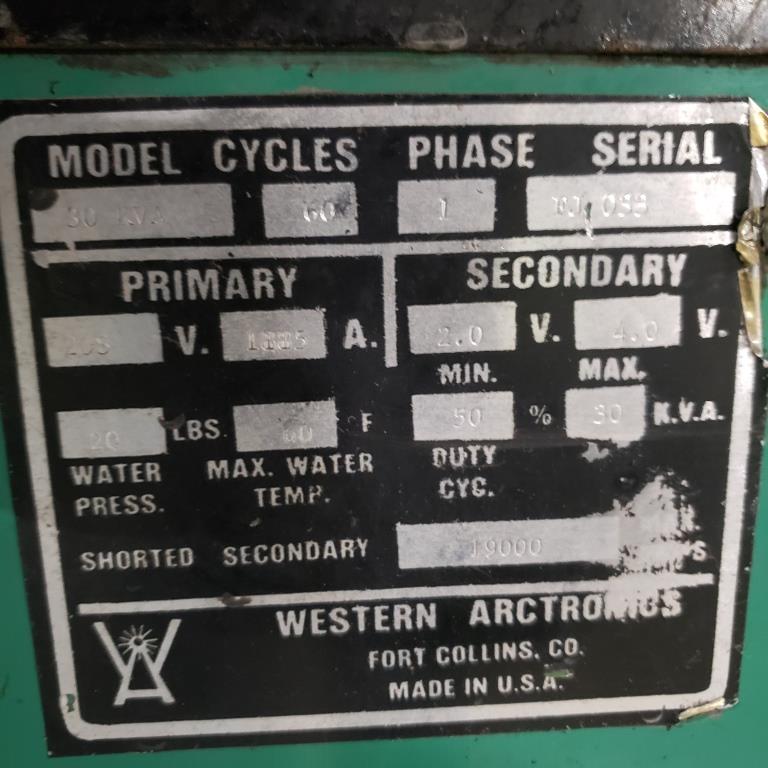 MODEL CYCLES PHASE SERIAL
30 KVA 60 1
PRIMARY SECONDARY
V. A. 2.0 V. 4.0 V.
MIN. MAX.
20 LBS. 60 F 50 % 30 K.V.A.
WATER PRESS. MAX. WATER TEMP. DUTY CYC.
SHORTED SECONDARY 19000
WESTERN ARCTRONICS
FORT COLLINS, CO.
MADE IN U.S.A.